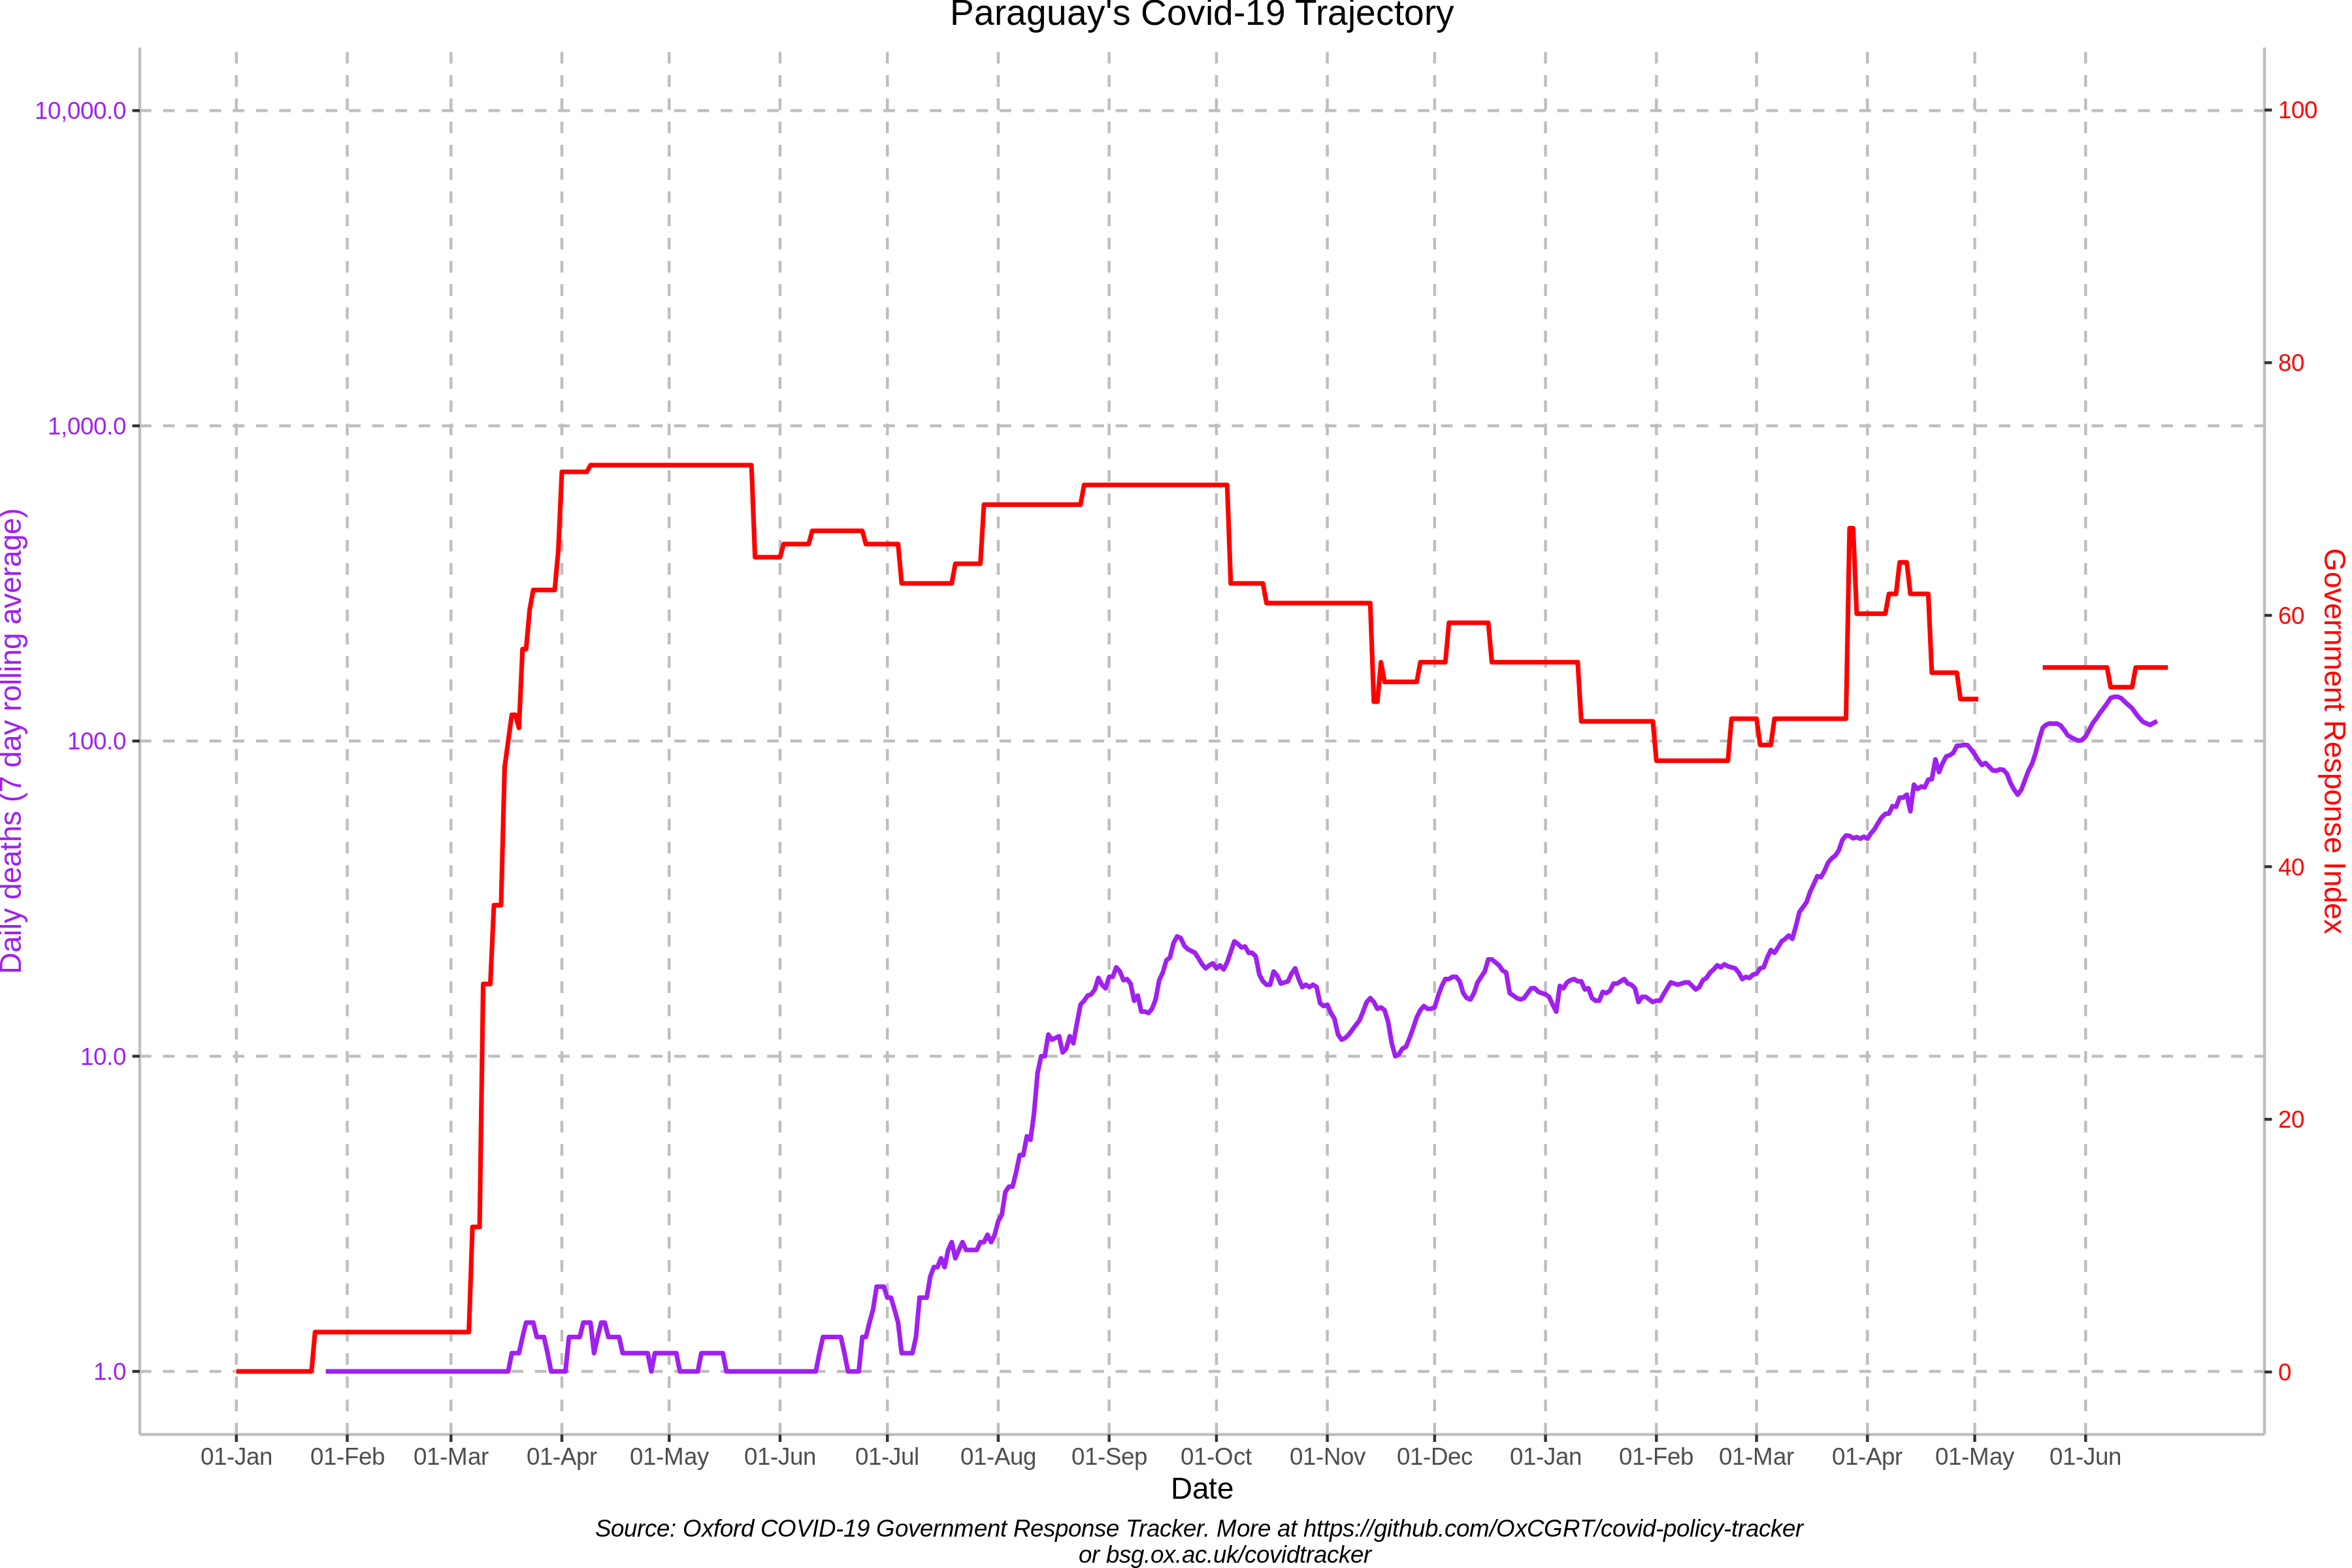 Paraguay's Covid-19 Trajectory
10,000.0
1,000.0
100.0
10.0
1.0
Daily deaths (7 day rolling average)
100
80
60
40
20
0
Government Response Index
01-Jan 01-Feb 01-Mar 01-Apr 01-May 01-Jun 01-Jul 01-Aug 01-Sep 01-Oct 01-Nov 01-Dec 01-Jan 01-Feb 01-Mar 01-Apr 01-May 01-Jun
Date
Source: Oxford COVID-19 Government Response Tracker. More at https://github.com/OxCGRT/covid-policy-tracker
or bsg.ox.ac.uk/covidtracker